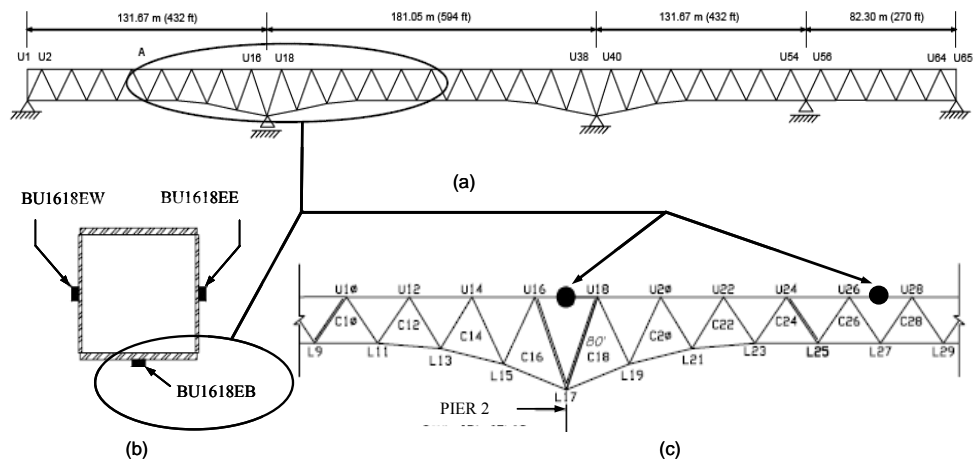 131.67 m (432 ft) 181.05 m (594 ft) 131.67 m (432 ft) 82.30 m (270 ft)
U1 U2 A U16 U18 U38 U40 U54 U56 U64 U65
(a)
BU1618EW BU1618EE
BU1618EB
(b)
U10 U12 U14 U16 U18 U20 U22 U24 U26 U28
C10 C12 C14 C16 80' C18 C20 C22 C24 C26 C28
L9 L11 L13 L15 L17 L19 L21 L23 L25 L27 L29
PIER 2
(c)